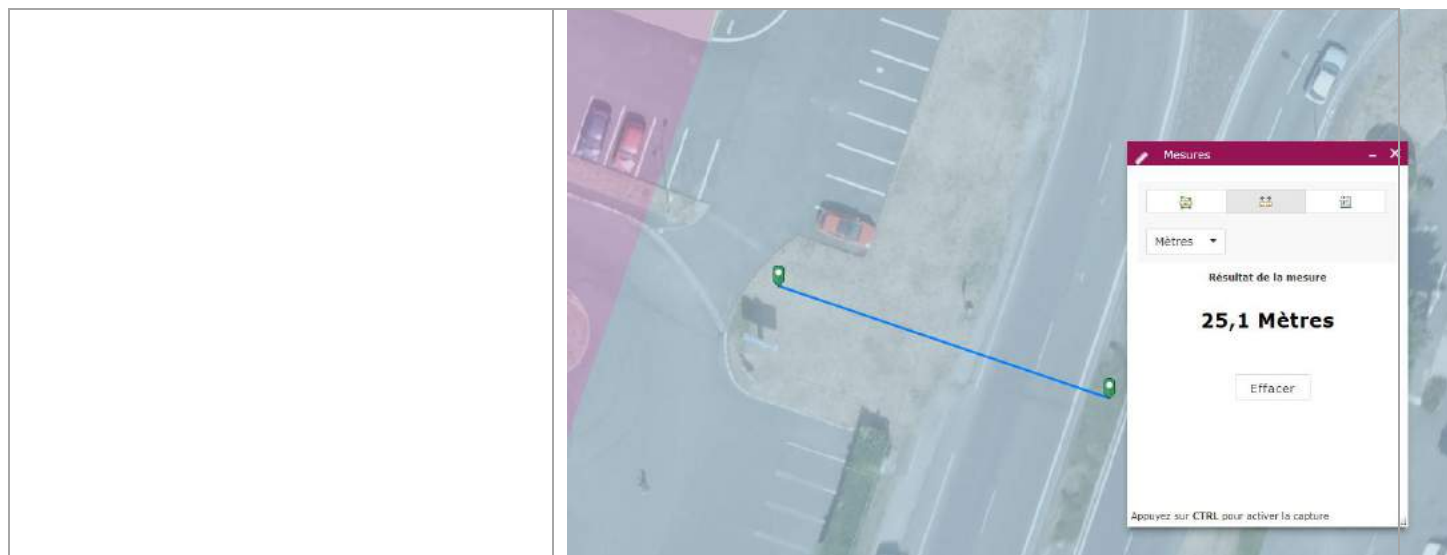 Mesures
Mètres
Résultat de la mesure
25,1 Mètres
Effacer
Appuyez sur CTRL pour activer la capture